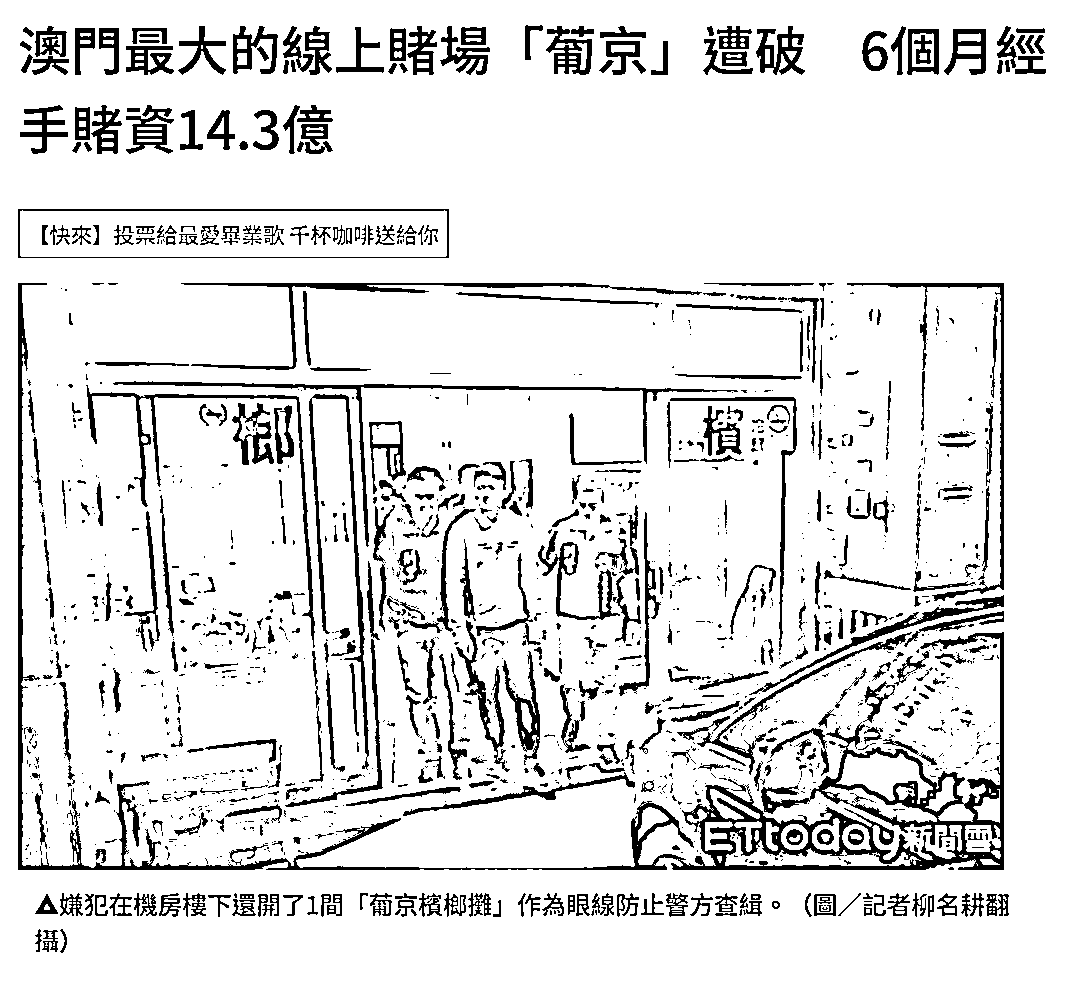 澳門最大的線上賭場「葡京」遭破　6個月經
手賭資14.3億
【快來】投票給最愛畢業歌 千杯咖啡送給你
榔
檳
ETtoday新聞雲
▲嫌犯在機房樓下還開了1間「葡京檳榔攤」作為眼線防止警方查緝。（圖／記者柳名耕翻
攝）